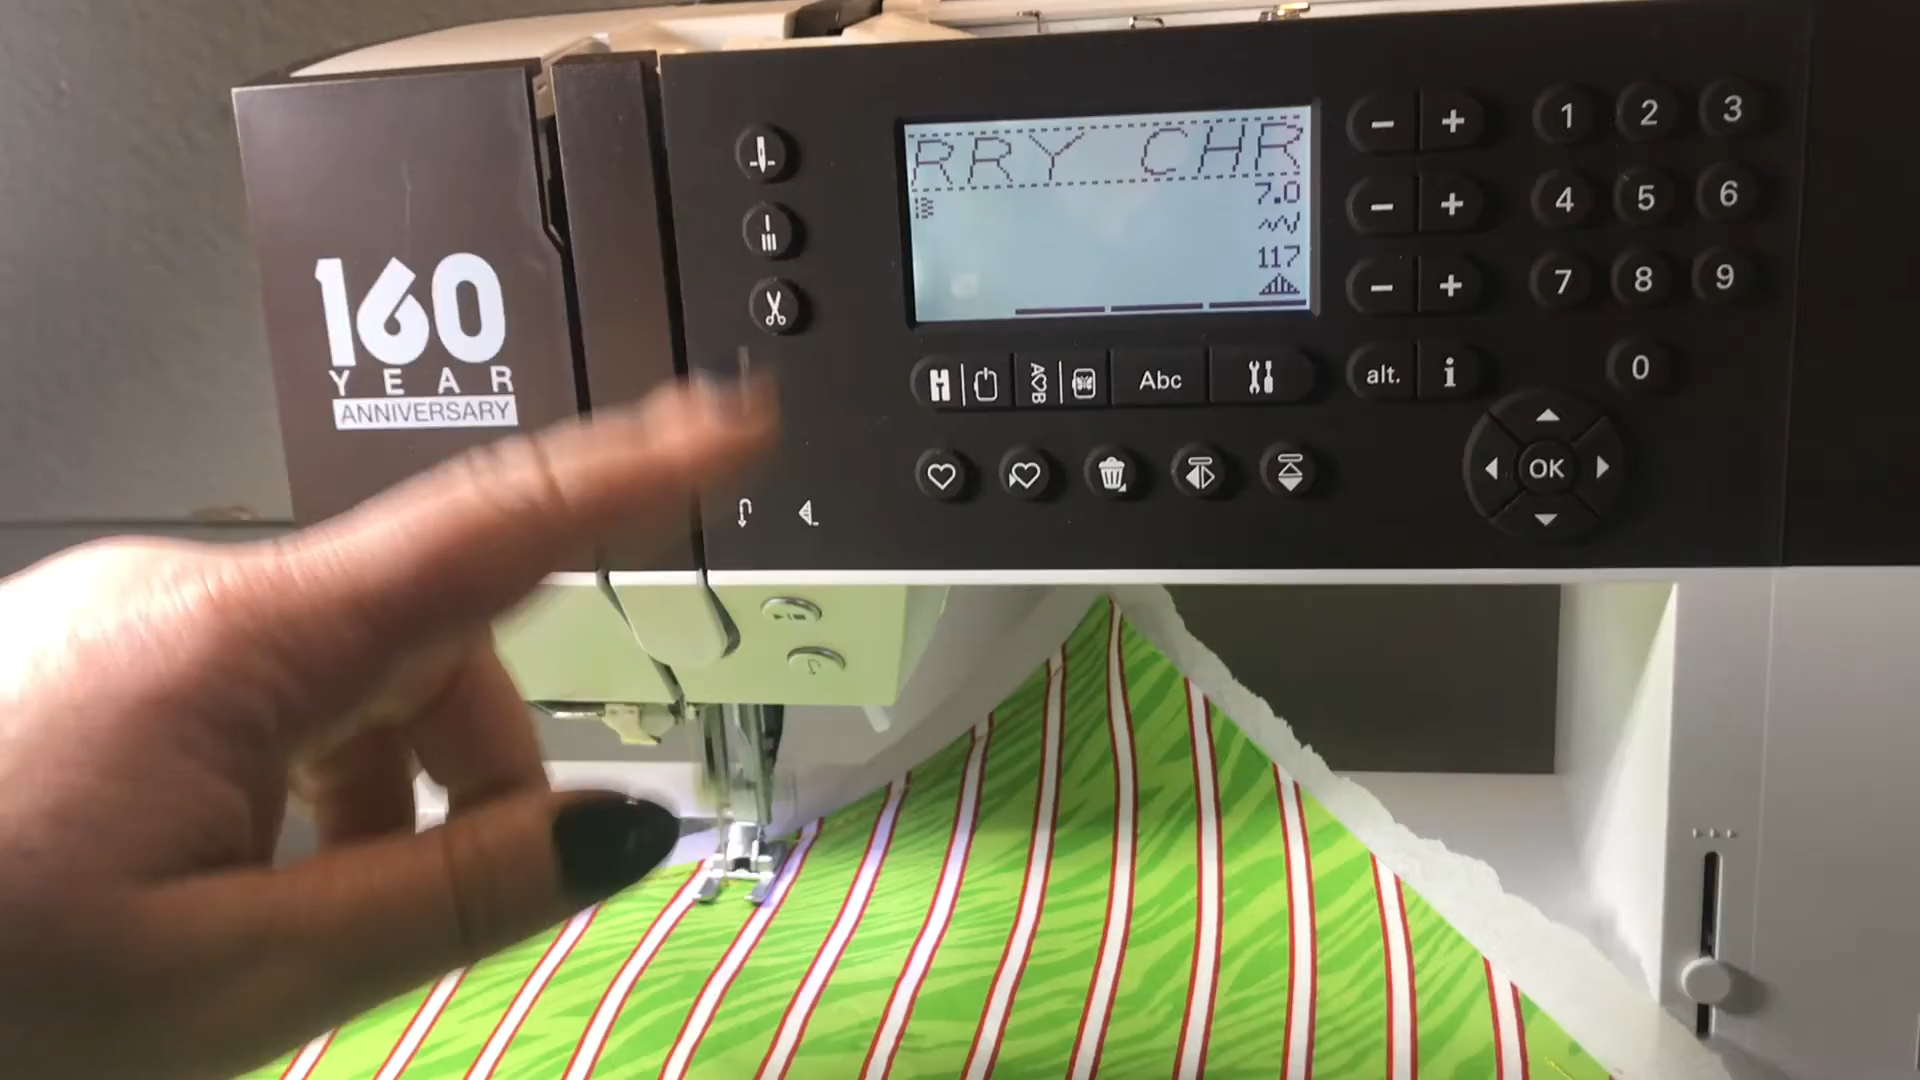 160
YEAR
ANNIVERSARY
RRY CHR
7.0
117
- + 1 2 3
- + 4 5 6
- + 7 8 9
A♡B Abc alt. i 0
OK